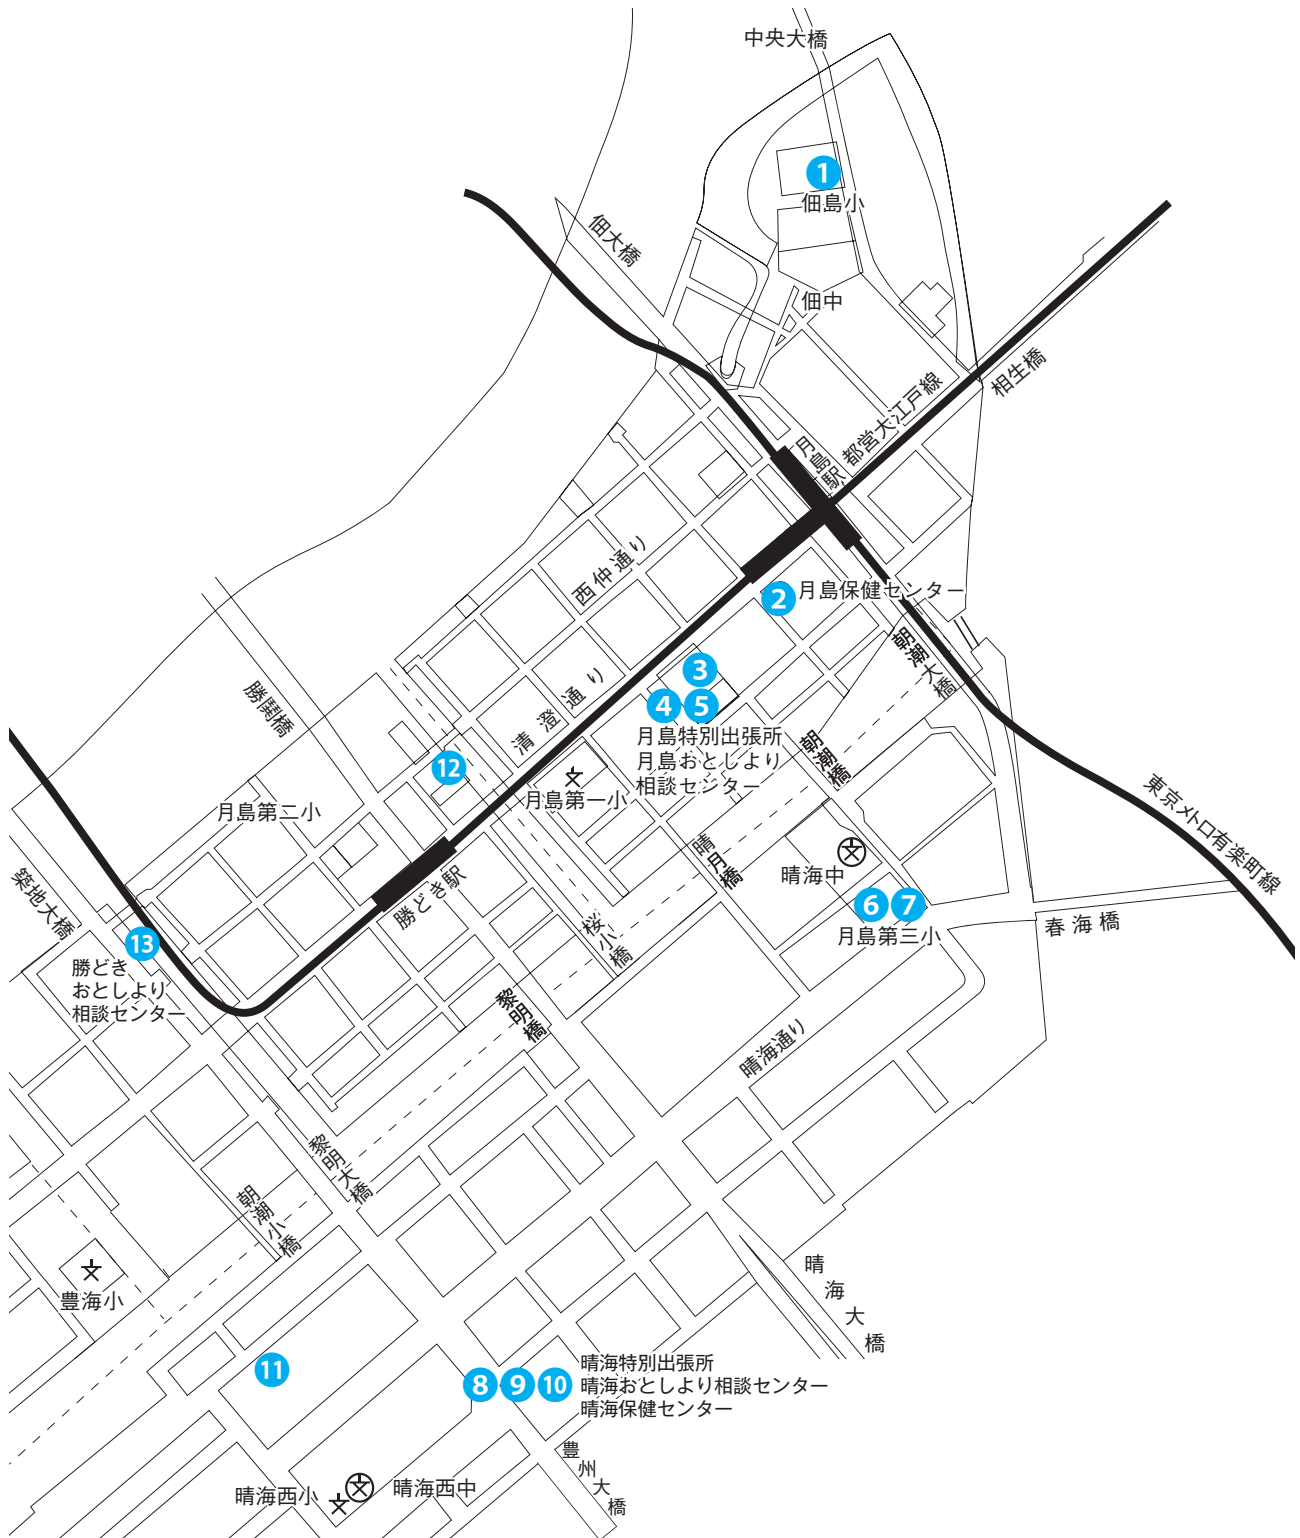 中央大橋
1
佃島小
佃大橋
佃中
相生橋
都営大江戸線
月島駅
西仲通り
2
月島保健センター
朝潮大橋
3
4
5
月島特別出張所
月島おとしより
相談センター
清澄通り
勝鬨橋
12
月島第一小
朝潮橋
月島第二小
東京メトロ有楽町線
晴月橋
晴海中
6
7
月島第三小
春海橋
築地大橋
勝どき駅
13
勝どき
おとしより
相談センター
桜小橋
黎明橋
晴海通り
黎明大橋
朝潮小橋
豊海小
晴海大橋
11
8
9
10
晴海特別出張所
晴海おとしより相談センター
晴海保健センター
豊州大橋
晴海西小
晴海西中